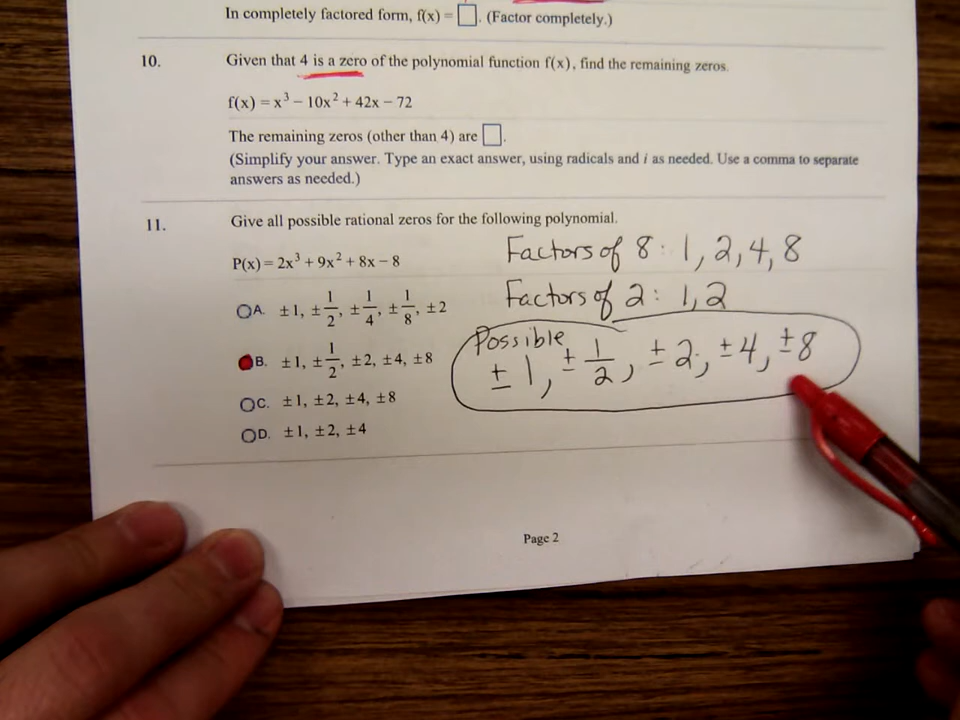 In completely factored form, f(x) = □. (Factor completely.)
10. Given that 4 is a zero of the polynomial function f(x), find the remaining zeros.
f(x) = x³ − 10x² + 42x − 72
The remaining zeros (other than 4) are □.
(Simplify your answer. Type an exact answer, using radicals and i as needed. Use a comma to separate
answers as needed.)
11. Give all possible rational zeros for the following polynomial.
P(x) = 2x³ + 9x² + 8x − 8
Factors of 8 : 1, 2, 4, 8
Factors of 2 : 1, 2
A. ±1, ±1/2, ±1/4, ±1/8, ±2
B. ±1, ±1/2, ±2, ±4, ±8
C. ±1, ±2, ±4, ±8
D. ±1, ±2, ±4
Possible
±1, ±1/2, ±2, ±4, ±8
Page 2